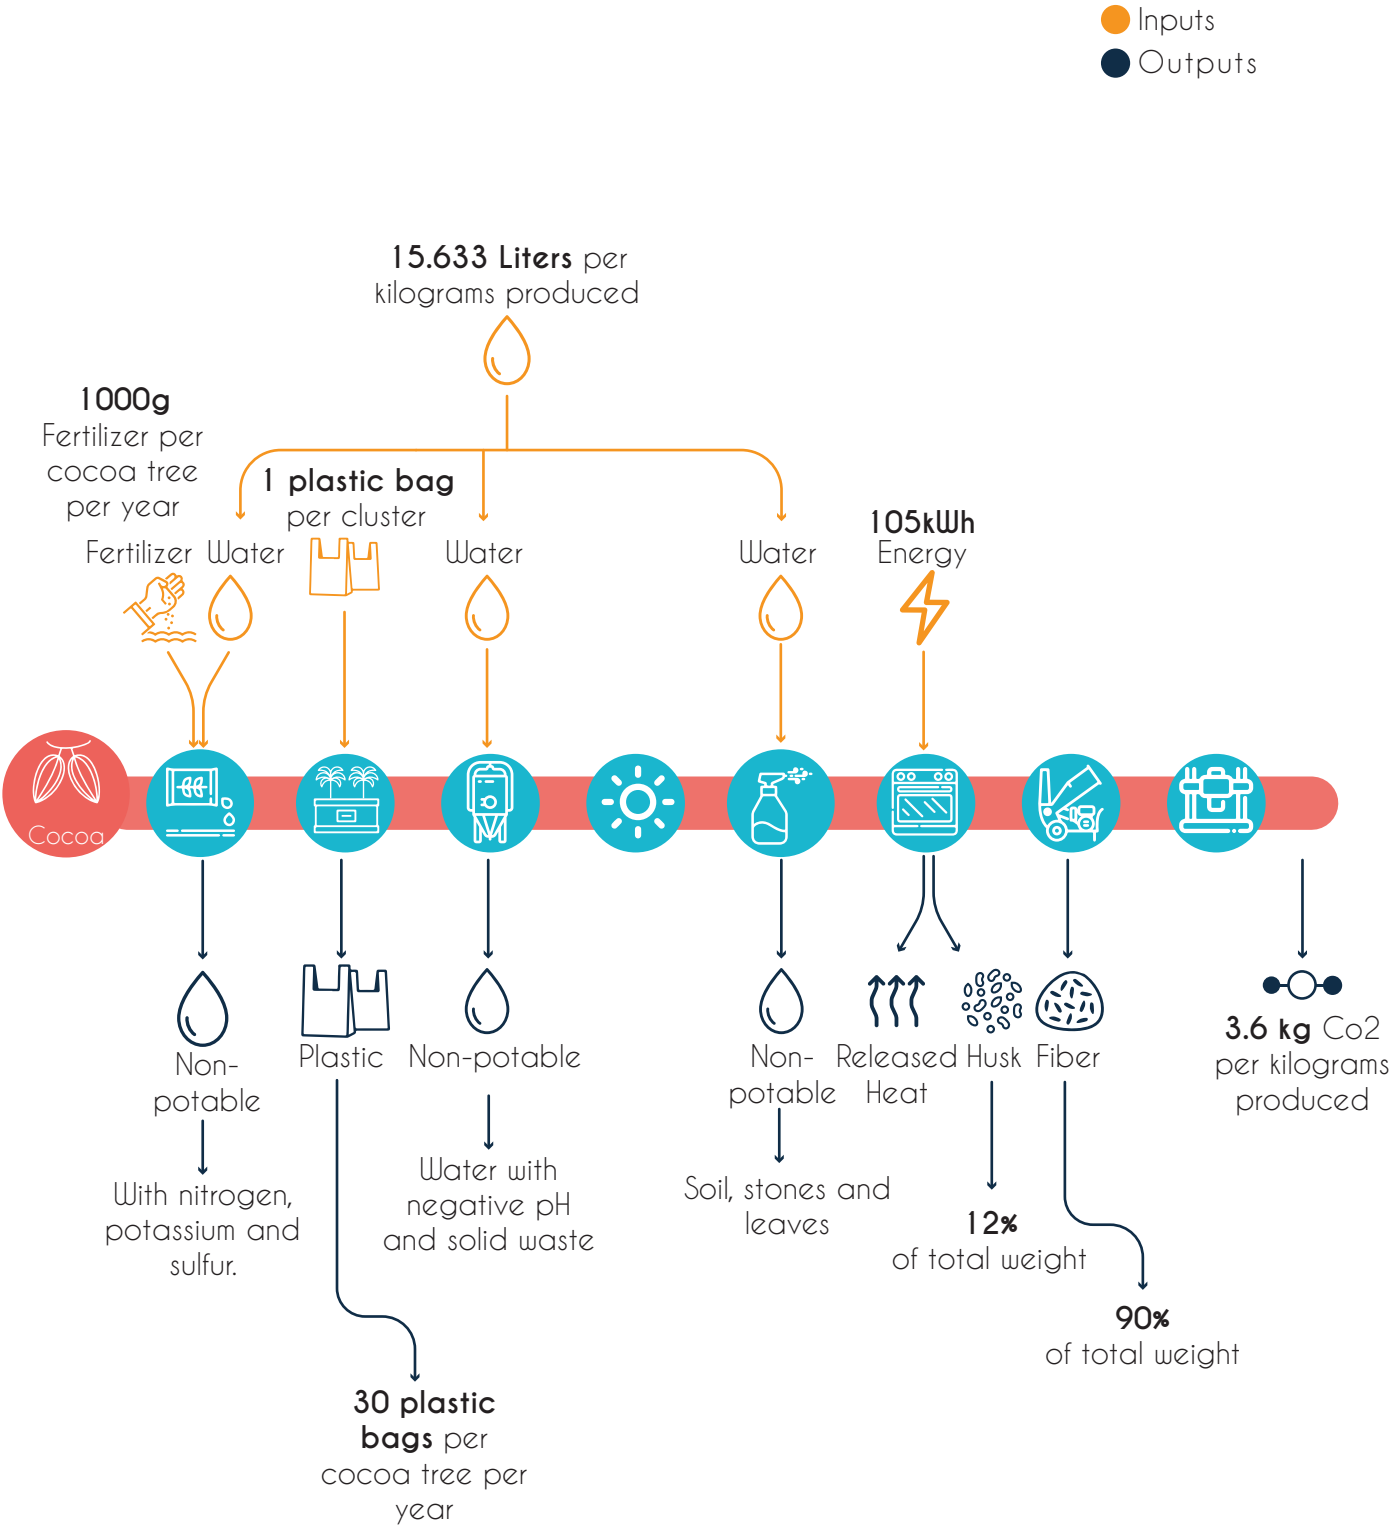 Inputs
Outputs
15.633 Liters per
kilograms produced
1000g
Fertilizer per
cocoa tree
per year
1 plastic bag
per cluster
105kWh
Energy
Fertilizer
Water
Water
Water
Cocoa
Non-
potable
With nitrogen,
potassium and
sulfur.
Plastic
30 plastic
bags per
cocoa tree per
year
Non-potable
Water with
negative pH
and solid waste
Non-
potable
Soil, stones and
leaves
Released
Heat
Husk
12%
of total weight
Fiber
90%
of total weight
3.6 kg Co2
per kilograms
produced